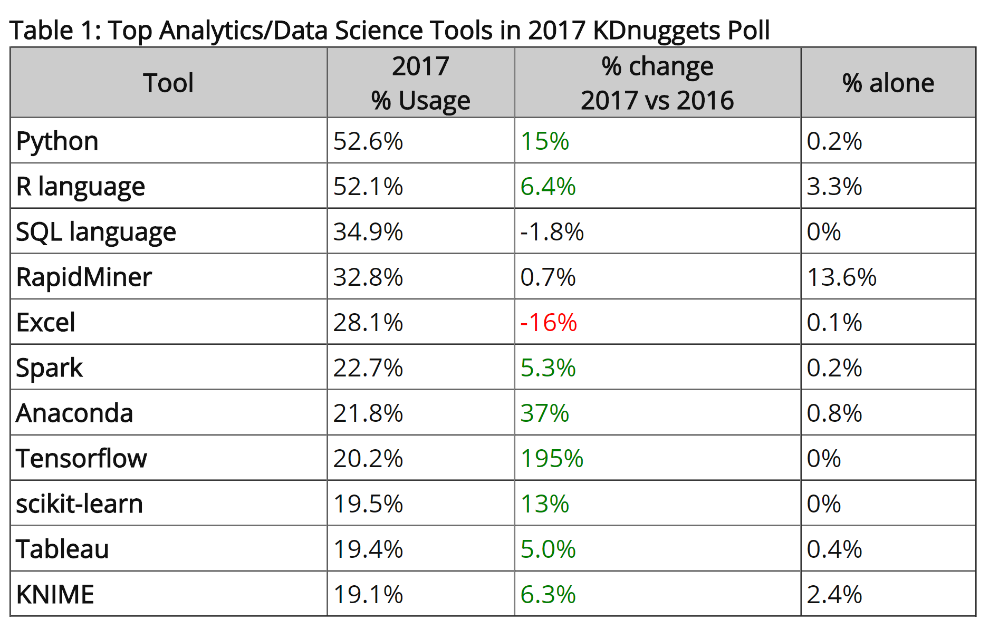 Table 1: Top Analytics/Data Science Tools in 2017 KDnuggets Poll
Tool 2017 % Usage % change 2017 vs 2016 % alone
Python 52.6% 15% 0.2%
R language 52.1% 6.4% 3.3%
SQL language 34.9% -1.8% 0%
RapidMiner 32.8% 0.7% 13.6%
Excel 28.1% -16% 0.1%
Spark 22.7% 5.3% 0.2%
Anaconda 21.8% 37% 0.8%
Tensorflow 20.2% 195% 0%
scikit-learn 19.5% 13% 0%
Tableau 19.4% 5.0% 0.4%
KNIME 19.1% 6.3% 2.4%